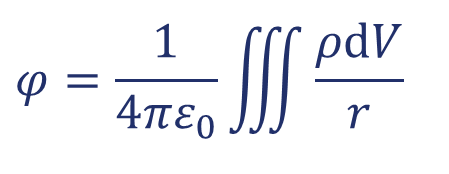 φ = 1/(4πε₀) ∭ ρdV/r